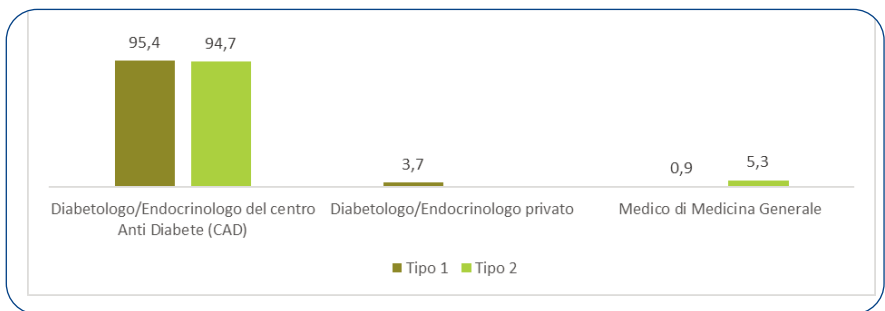 95,4
94,7
3,7
0,9
5,3
Diabetologo/Endocrinologo del centro
Anti Diabete (CAD)
Diabetologo/Endocrinologo privato
Medico di Medicina Generale
Tipo 1
Tipo 2